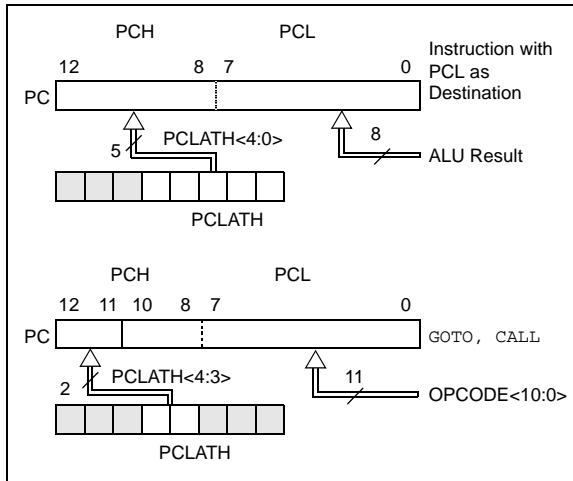 PCH PCL
12 8 7 0
Instruction with
PCL as
Destination
PC
5 PCLATH<4:0>
8
ALU Result
PCLATH
PCH PCL
12 11 10 8 7 0
PC
GOTO, CALL
2 PCLATH<4:3>
11
OPCODE<10:0>
PCLATH